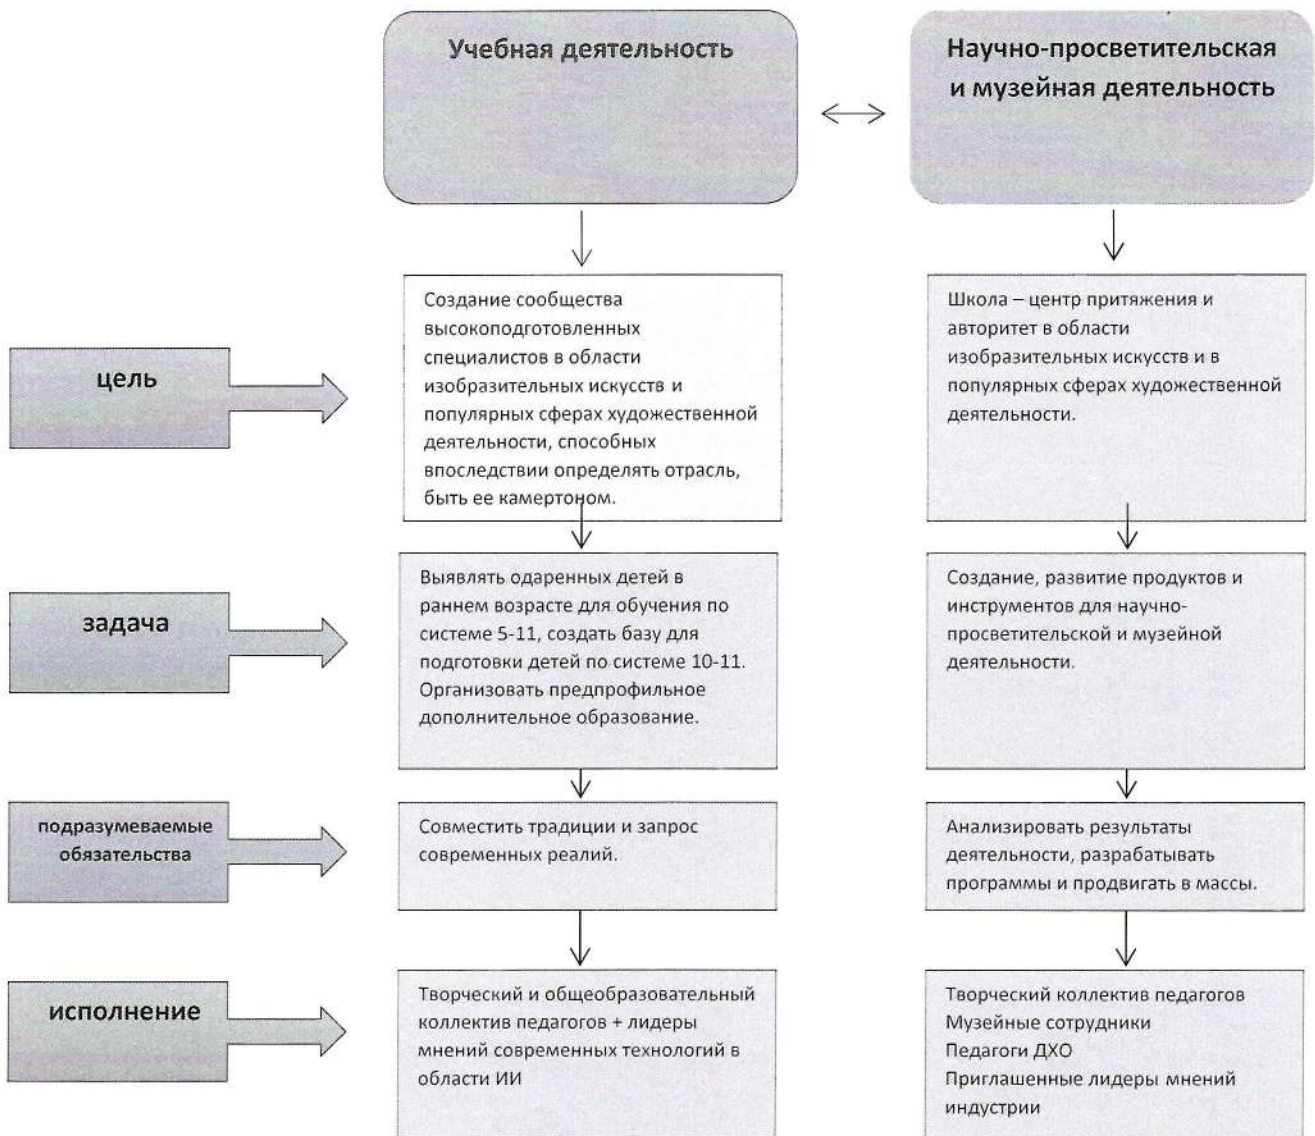 Учебная деятельность
Научно-просветительская
и музейная деятельность
цель
Создание сообщества
высокоподготовленных
специалистов в области
изобразительных искусств и
популярных сферах художественной
деятельности, способных
впоследствии определять отрасль,
быть ее камертоном.
Школа – центр притяжения и
авторитет в области
изобразительных искусств и в
популярных сферах художественной
деятельности.
задача
Выявлять одаренных детей в
раннем возрасте для обучения по
системе 5-11, создать базу для
подготовки детей по системе 10-11.
Организовать предпрофильное
дополнительное образование.
Создание, развитие продуктов и
инструментов для научно-
просветительской и музейной
деятельности.
подразумеваемые
обязательства
Совместить традиции и запрос
современных реалий.
Анализировать результаты
деятельности, разрабатывать
программы и продвигать в массы.
исполнение
Творческий и общеобразовательный
коллектив педагогов + лидеры
мнений современных технологий в
области ИИ
Творческий коллектив педагогов
Музейные сотрудники
Педагоги ДХО
Приглашенные лидеры мнений
индустрии